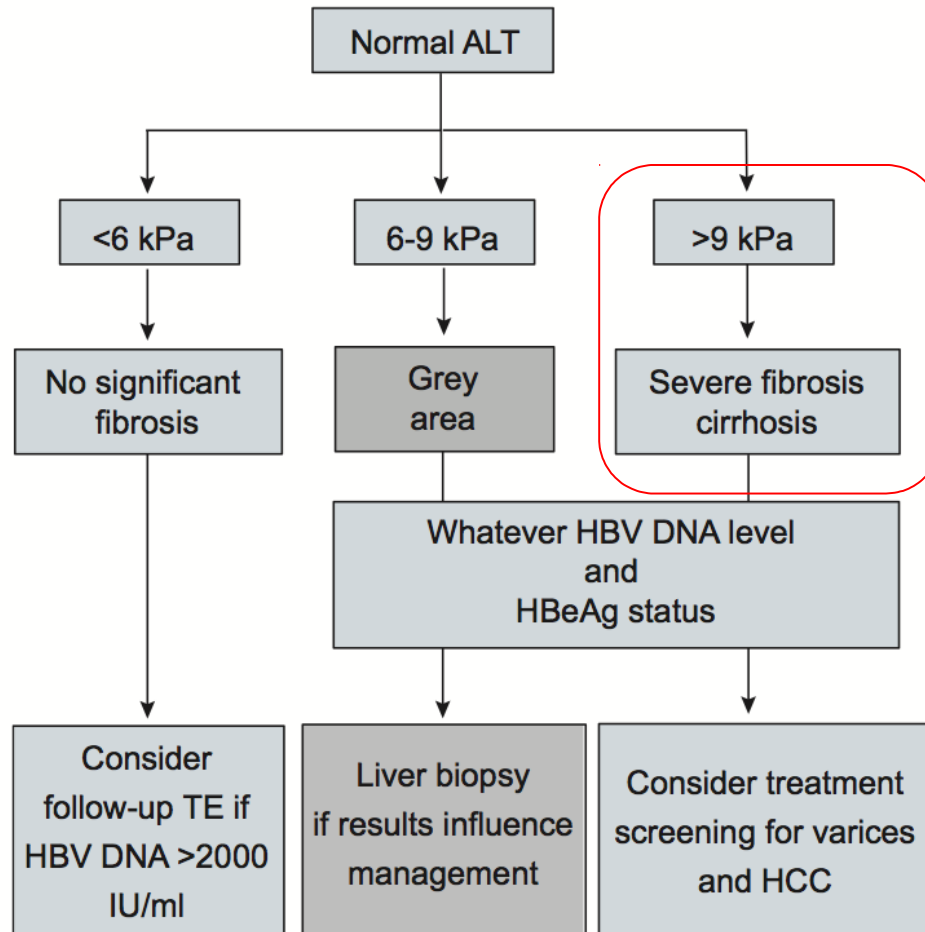 Normal ALT
<6 kPa
6-9 kPa
>9 kPa
No significant
fibrosis
Grey
area
Severe fibrosis
cirrhosis
Whatever HBV DNA level
and
HBeAg status
Consider
follow-up TE if
HBV DNA >2000
IU/ml
Liver biopsy
if results influence
management
Consider treatment
screening for varices
and HCC